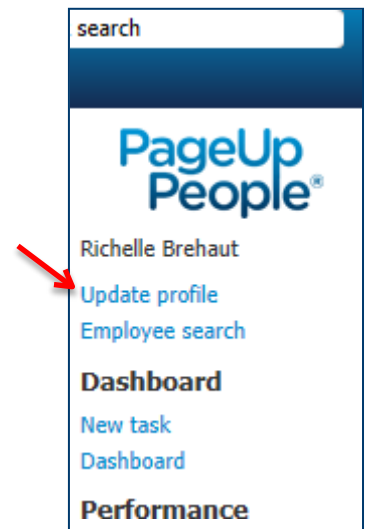 search
PageUp
People®
Richelle Brehaut
Update profile
Employee search
Dashboard
New task
Dashboard
Performance